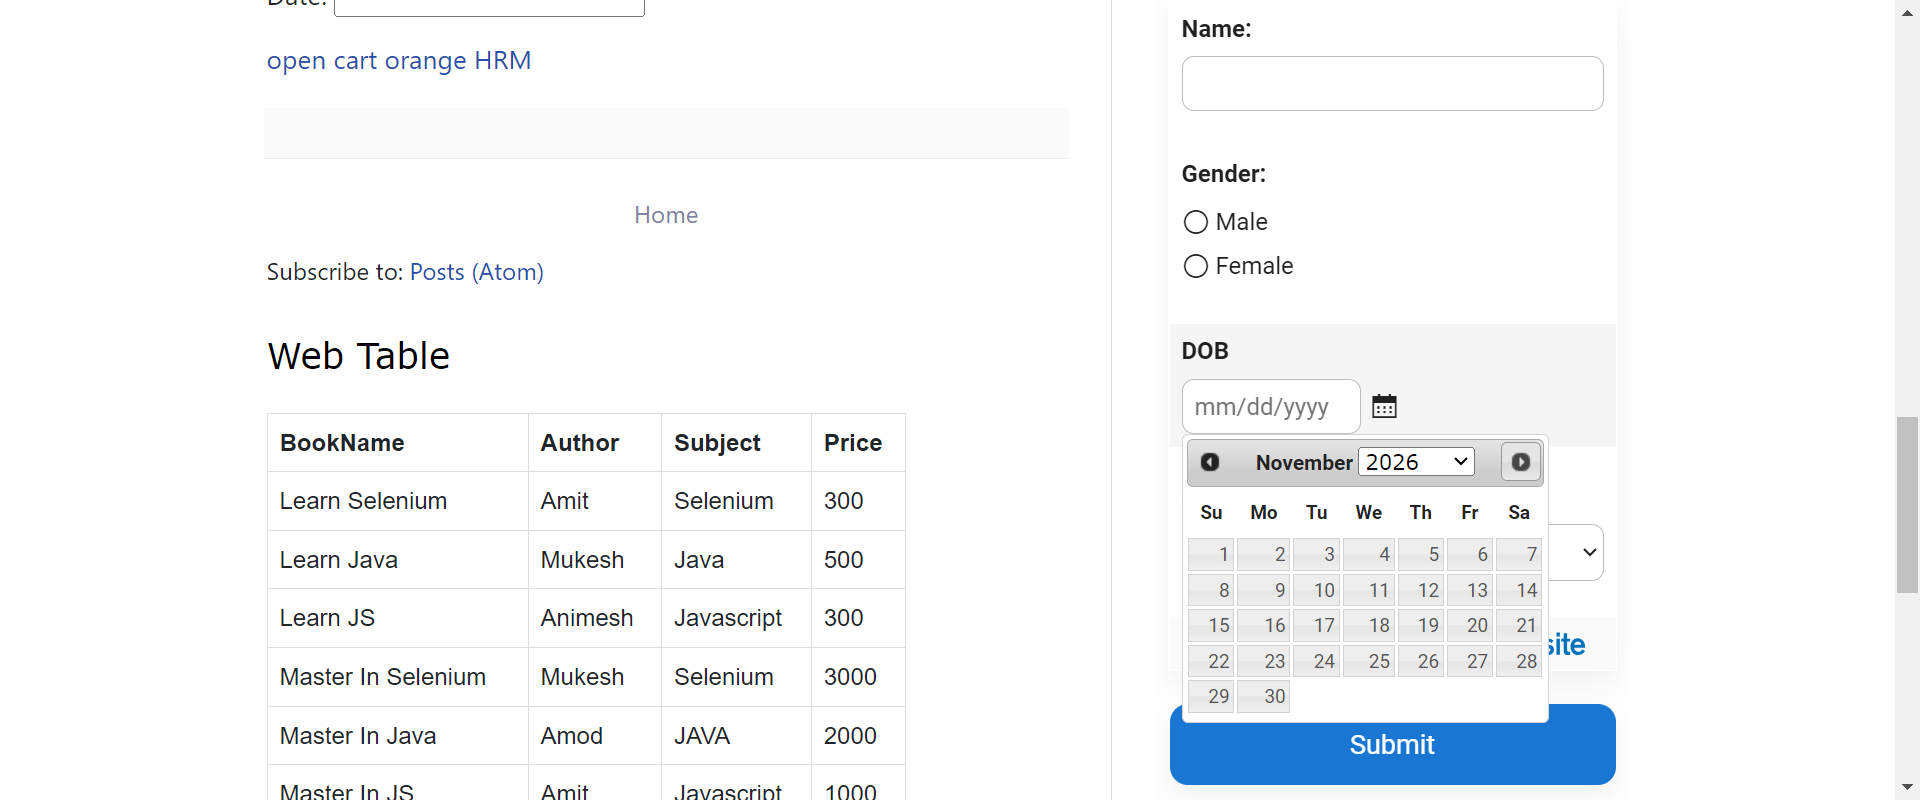 Date:
open cart orange HRM
Home
Subscribe to: Posts (Atom)
Web Table
BookName Author Subject Price
Learn Selenium Amit Selenium 300
Learn Java Mukesh Java 500
Learn JS Animesh Javascript 300
Master In Selenium Mukesh Selenium 3000
Master In Java Amod JAVA 2000
Master In JS Amit Javascript 1000
Name:
Gender:
Male
Female
DOB
mm/dd/yyyy
November 2026
Su Mo Tu We Th Fr Sa
1 2 3 4 5 6 7
8 9 10 11 12 13 14
15 16 17 18 19 20 21
22 23 24 25 26 27 28
29 30
Submit